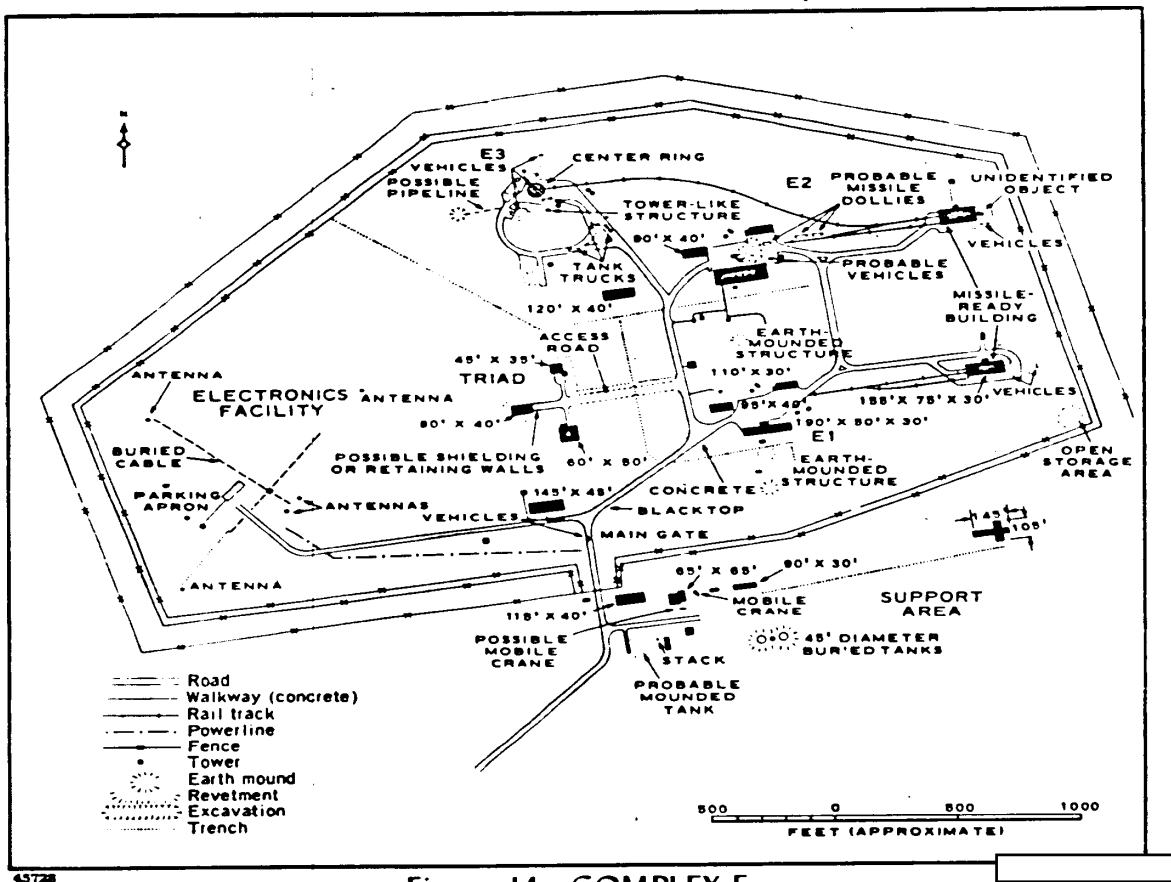 N
E3
VEHICLES
CENTER RING
POSSIBLE
PIPELINE
TOWER-LIKE
STRUCTURE
E2
PROBABLE
MISSILE
DOLLIES
UNIDENTIFIED
OBJECT
90' X 40'
TANK
TRUCKS
PROBABLE
VEHICLES
VEHICLES
120' X 40'
MISSILE-
READY
BUILDING
ACCESS
ROAD
EARTH-
MOUNDED
STRUCTURE
45' X 35'
TRIAD
110' X 30'
ANTENNA
ELECTRONICS
FACILITY
ANTENNA
VEHICLES
80' X 40'
95' X 40'
155' X 75' X 30'
190' X 50' X 30'
E1
BURIED
CABLE
POSSIBLE SHIELDING
OR RETAINING WALLS
60' X 50'
EARTH-
MOUNDED
STRUCTURE
OPEN
STORAGE
AREA
PARKING
APRON
ANTENNAS
145' X 45'
CONCRETE
BLACKTOP
VEHICLES
MAIN GATE
145'
105'
ANTENNA
65' X 65'
90' X 30'
115' X 40'
MOBILE
CRANE
SUPPORT
AREA
POSSIBLE
MOBILE
CRANE
STACK
45' DIAMETER
BURIED TANKS
PROBABLE
MOUNDED
TANK
Road
Walkway (concrete)
Rail track
Powerline
Fence
Tower
Earth mound
Revetment
Excavation
Trench
500 0 500 1000
FEET (APPROXIMATE)
45728